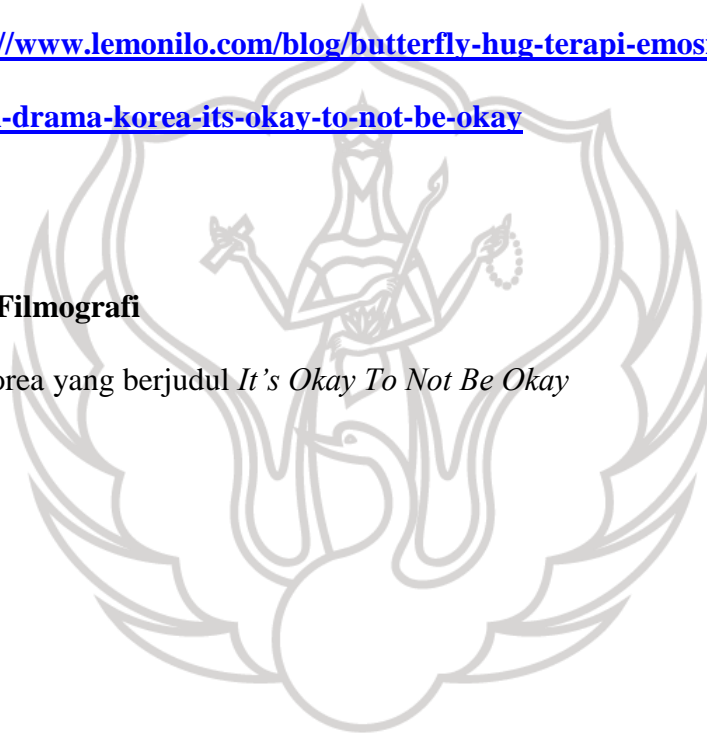 //www.lemonilo.com/blog/butterfly-hug-terapi-emosi
-drama-korea-its-okay-to-not-be-okay
Filmografi
orea yang berjudul It’s Okay To Not Be Okay